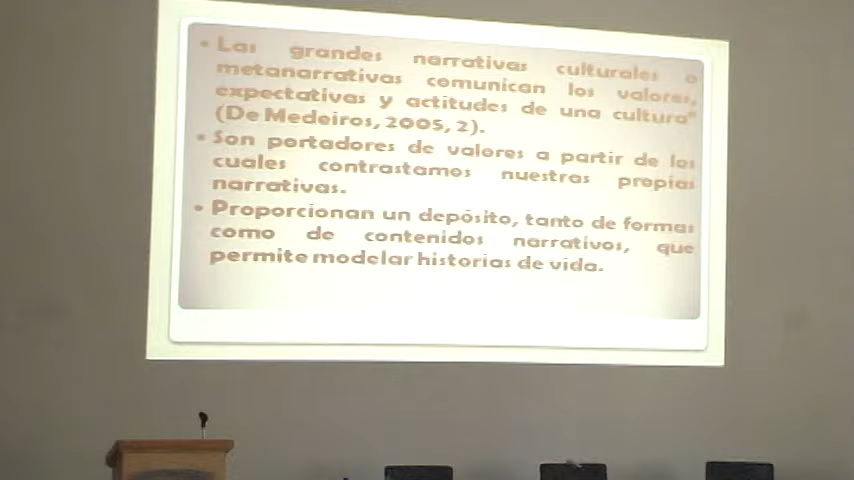 • Las grandes narrativas culturales o
metanarrativas comunican los valores,
expectativas y actitudes de una cultura"
(De Medeiros, 2005, 2).
• Son portadores de valores a partir de los
cuales contrastamos nuestras propias
narrativas.
• Proporcionan un depósito, tanto de formas
como de contenidos narrativos, que
permite modelar historias de vida.